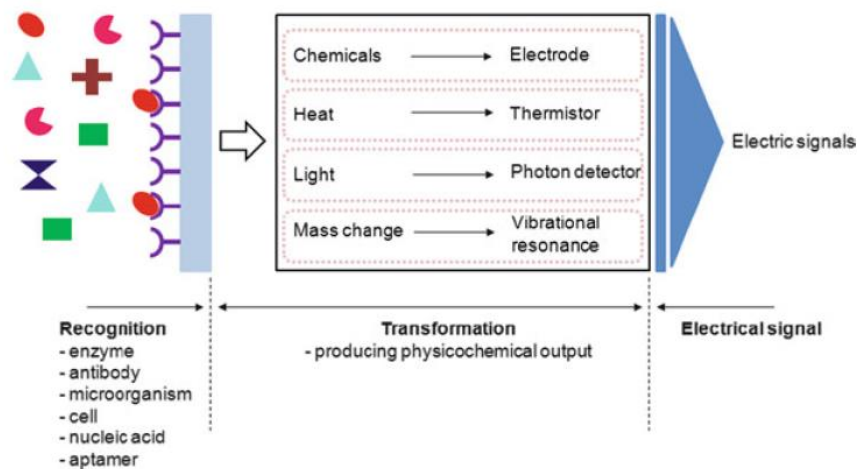 Chemicals Electrode
Heat Thermistor
Light Photon detector
Mass change Vibrational
resonance
Electric signals
Recognition
- enzyme
- antibody
- microorganism
- cell
- nucleic acid
- aptamer
Transformation
- producing physicochemical output
Electrical signal